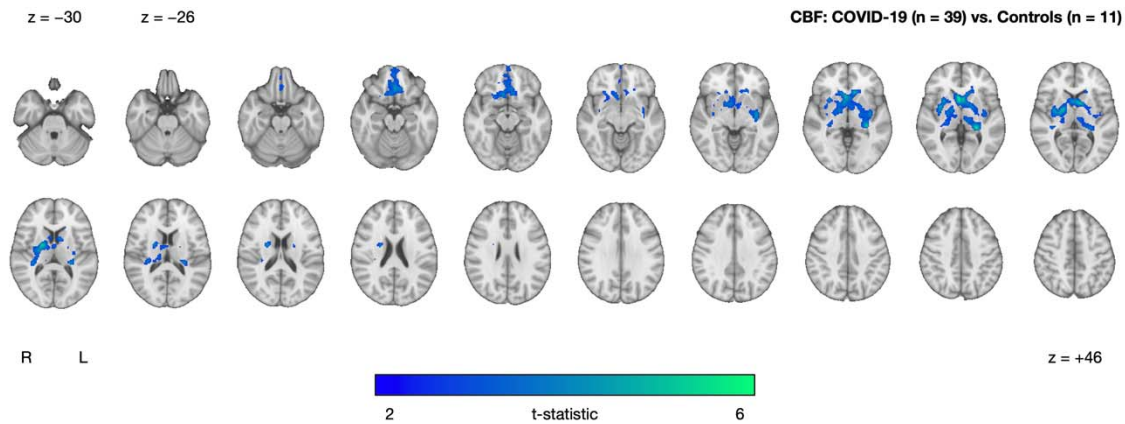 z = −30
z = −26
CBF: COVID-19 (n = 39) vs. Controls (n = 11)
R
L
z = +46
2
t-statistic
6